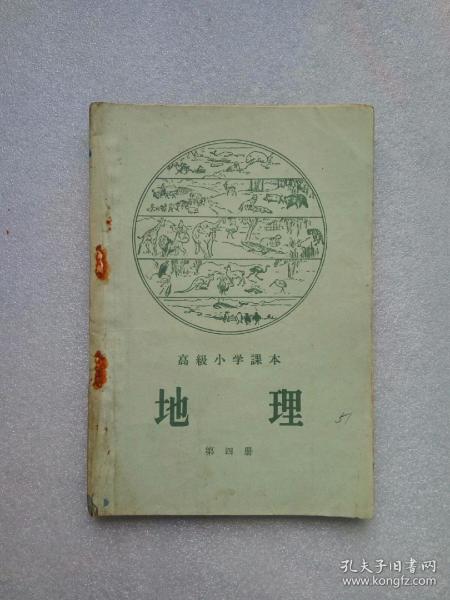 高級小学課本
地理
第四册
51
孔夫子旧书网
www.kongfz.com